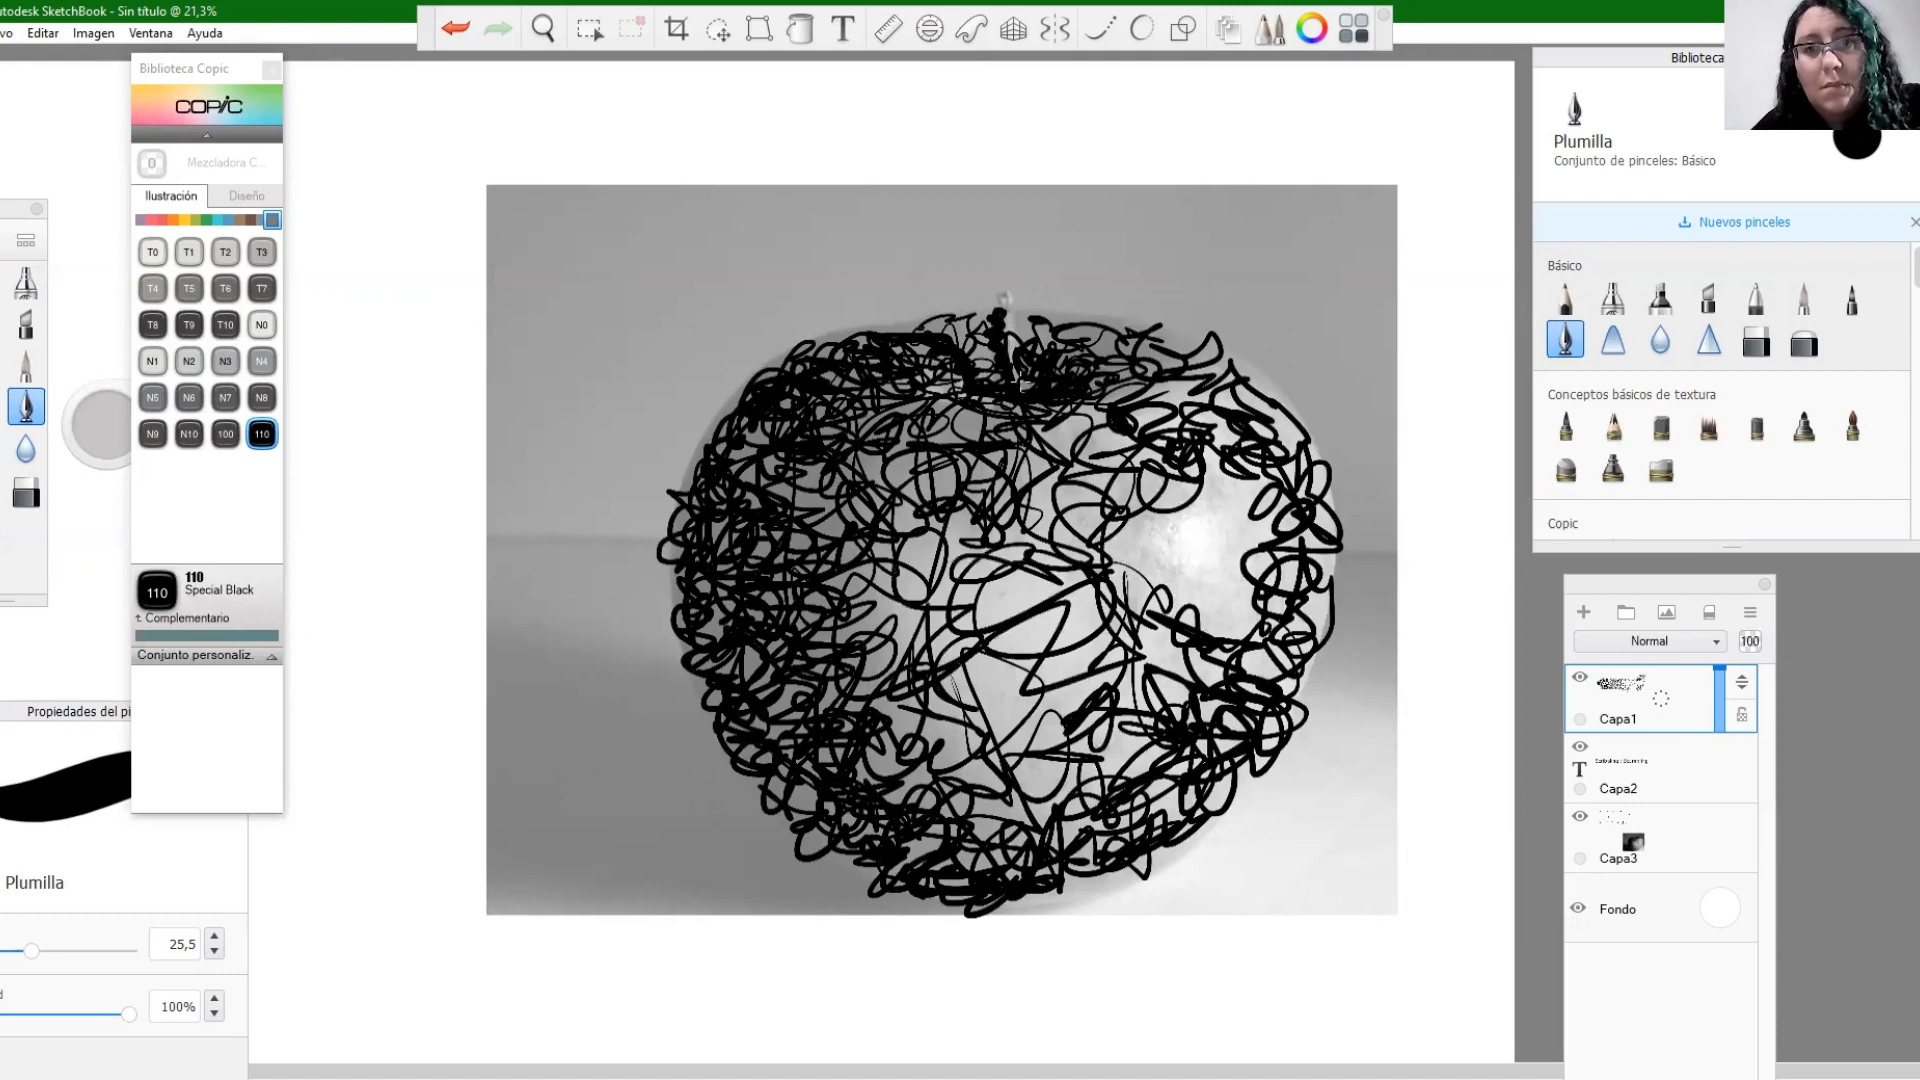 utodesk SketchBook - Sin título @ 21,3%
vo Editar Imagen Ventana Ayuda
Biblioteca Copic
COPIC
0 Mezcladora C...
Ilustración Diseño
T0 T1 T2 T3
T4 T5 T6 T7
T8 T9 T10 N0
N1 N2 N3 N4
N5 N6 N7 N8
N9 N10 100 110
110
110
Special Black
Complementario
Conjunto personaliz.
Propiedades del pi
Plumilla
25,5
d
100%
T
Biblioteca
Plumilla
Conjunto de pinceles: Básico
Nuevos pinceles
Básico
Conceptos básicos de textura
Copic
Normal 100
Capa1
T
Capa2
Capa3
Fondo